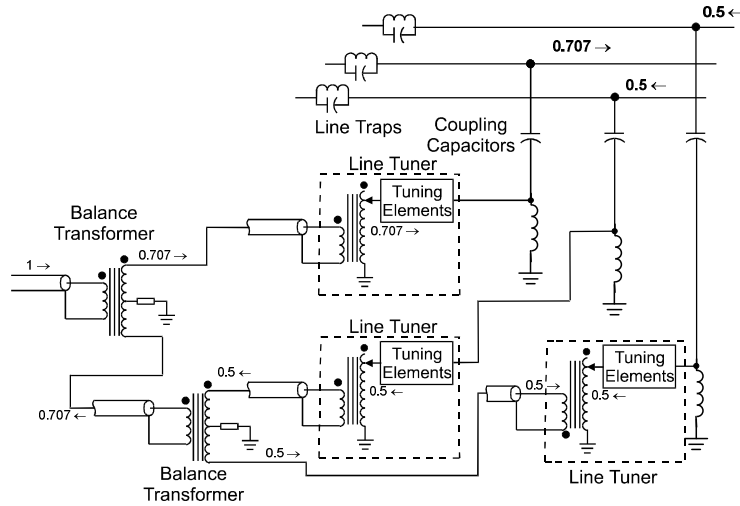 0.5 ←
0.707 →
0.5 ←
Line Traps
Coupling
Capacitors
Line Tuner
Tuning
Elements
0.707 →
Balance
Transformer
0.707 →
1 →
Line Tuner
Tuning
Elements
0.5 ←
0.5 ←
Tuning
Elements
0.5 →
0.5 ←
0.707 ←
0.5 →
Balance
Transformer
Line Tuner